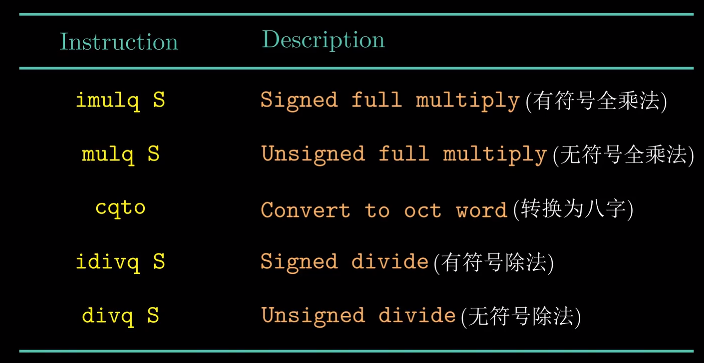 Instruction Description
imulq S Signed full multiply(有符号全乘法)
mulq S Unsigned full multiply(无符号全乘法)
cqto Convert to oct word(转换为八字)
idivq S Signed divide(有符号除法)
divq S Unsigned divide(无符号除法)